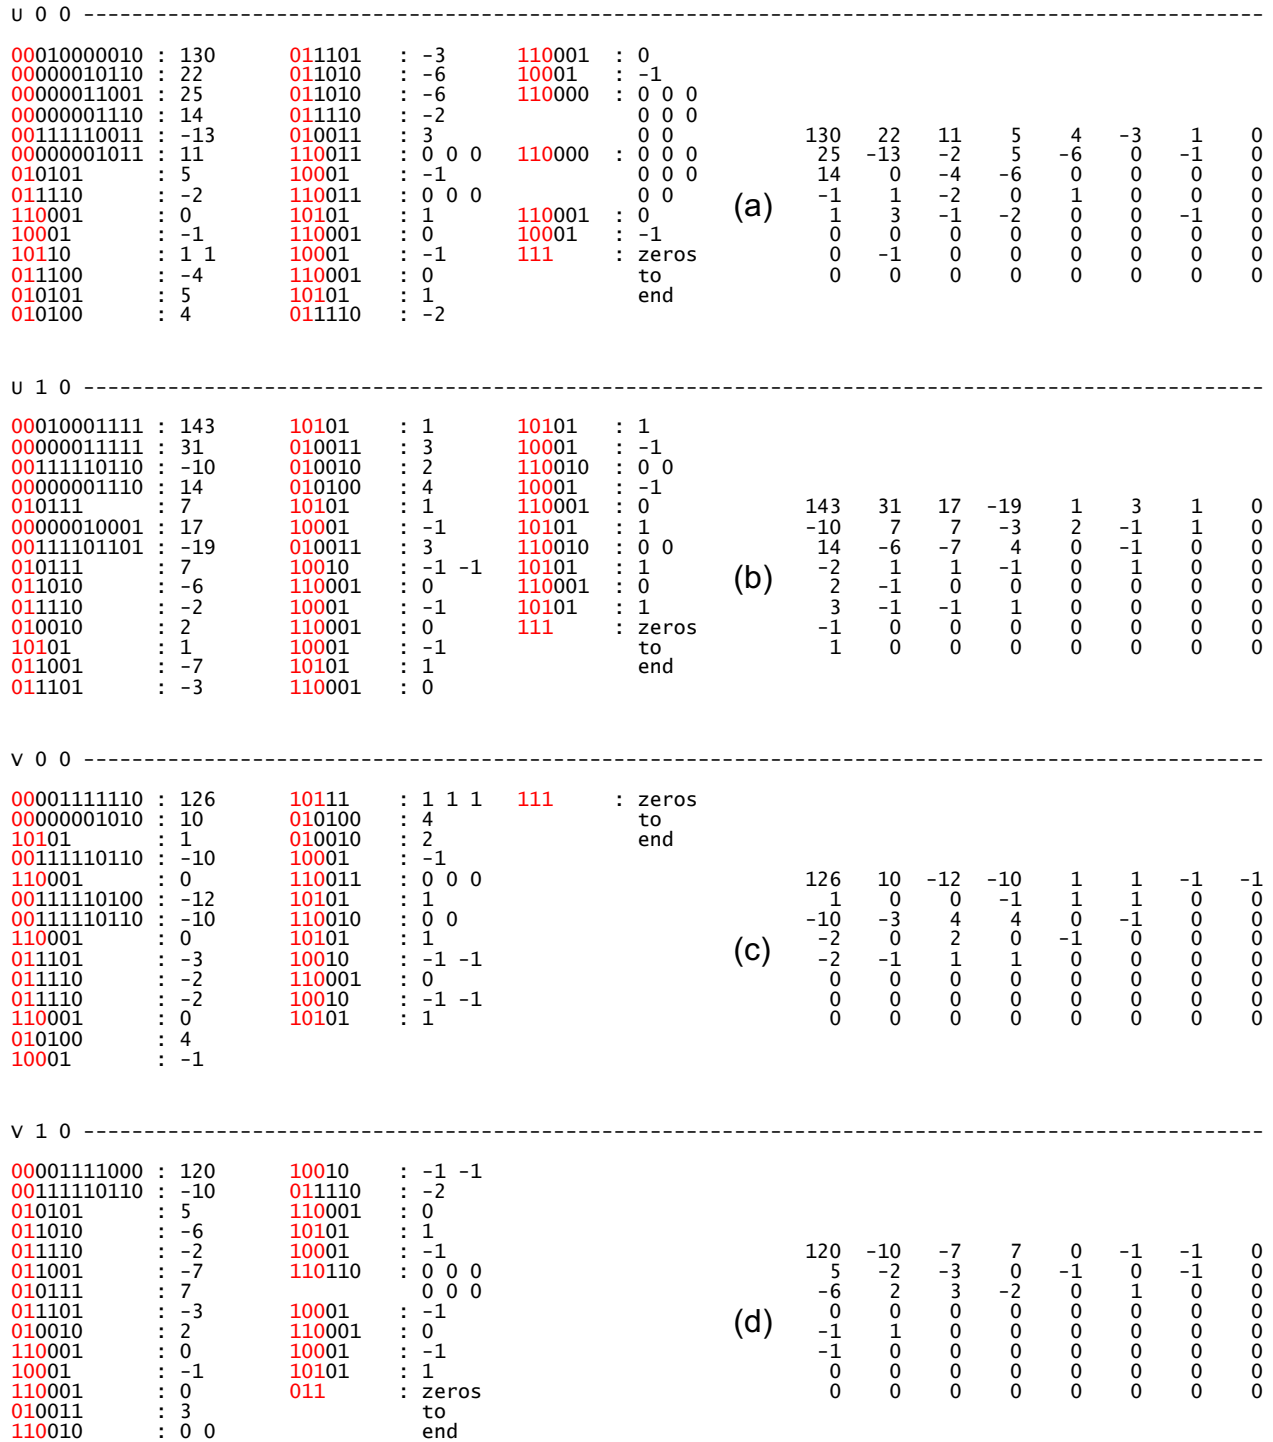 U 0 0 ---------------------------------------------------------------------------------------------------
00010000010 : 130 011101 : -3 110001 : 0
00000010110 : 22 011010 : -6 10001 : -1
00000011001 : 25 011010 : -6 110000 : 0 0 0
00000001110 : 14 011110 : -2 0 0 0
00111110011 : -13 010011 : 3 0 0 130 22 11 5 4 -3 1 0
00000001011 : 11 110011 : 0 0 0 110000 : 0 0 0 25 -13 -2 5 -6 0 -1 0
010101 : 5 10001 : -1 0 0 0 14 0 -4 -6 0 0 0 0
011110 : -2 110011 : 0 0 0 0 0 (a) -1 1 -2 0 1 0 0 0
110001 : 0 10101 : 1 110001 : 0 1 3 -1 -2 0 0 -1 0
10001 : -1 110001 : 0 10001 : -1 0 0 0 0 0 0 0 0
10110 : 1 1 10001 : -1 111 : zeros 0 -1 0 0 0 0 0 0
011100 : -4 110001 : 0 to 0 0 0 0 0 0 0 0
010101 : 5 10101 : 1 end
010100 : 4 011110 : -2
U 1 0 ---------------------------------------------------------------------------------------------------
00010001111 : 143 10101 : 1 10101 : 1
00000011111 : 31 010011 : 3 10001 : -1
00111110110 : -10 010010 : 2 110010 : 0 0
00000001110 : 14 010100 : 4 10001 : -1
010111 : 7 10101 : 1 110001 : 0 143 31 17 -19 1 3 1 0
00000010001 : 17 10001 : -1 10101 : 1 -10 7 7 -3 2 -1 1 0
00111101101 : -19 010011 : 3 110010 : 0 0 14 -6 -7 4 0 -1 0 0
010111 : 7 10010 : -1 -1 10101 : 1 (b) -2 1 1 -1 0 1 0 0
011010 : -6 110001 : 0 110001 : 0 2 -1 0 0 0 0 0 0
011110 : -2 10001 : -1 10101 : 1 3 -1 -1 1 0 0 0 0
010010 : 2 110001 : 0 111 : zeros -1 0 0 0 0 0 0 0
10101 : 1 10001 : -1 to 1 0 0 0 0 0 0 0
011001 : -7 10101 : 1 end
011101 : -3 110001 : 0
V 0 0 ---------------------------------------------------------------------------------------------------
00001111110 : 126 10111 : 1 1 1 111 : zeros
00000001010 : 10 010100 : 4 to
10101 : 1 010010 : 2 end
00111110110 : -10 10001 : -1
110001 : 0 110011 : 0 0 0 126 10 -12 -10 1 1 -1 -1
00111110100 : -12 10101 : 1 1 0 0 -1 1 1 0 0
00111110110 : -10 110010 : 0 0 -10 -3 4 4 0 -1 0 0
110001 : 0 10101 : 1 (c) -2 0 2 0 -1 0 0 0
011101 : -3 10010 : -1 -1 -2 -1 1 1 0 0 0 0
011110 : -2 110001 : 0 0 0 0 0 0 0 0 0
011110 : -2 10010 : -1 -1 0 0 0 0 0 0 0 0
110001 : 0 10101 : 1 0 0 0 0 0 0 0 0
010100 : 4
10001 : -1
V 1 0 ---------------------------------------------------------------------------------------------------
00001111000 : 120 10010 : -1 -1
00111110110 : -10 011110 : -2
010101 : 5 110001 : 0
011010 : -6 10101 : 1
011110 : -2 10001 : -1 120 -10 -7 7 0 -1 -1 0
011001 : -7 110110 : 0 0 0 5 -2 -3 0 -1 0 -1 0
010111 : 7 0 0 0 -6 2 3 -2 0 1 0 0
011101 : -3 10001 : -1 (d) 0 0 0 0 0 0 0 0
010010 : 2 110001 : 0 -1 1 0 0 0 0 0 0
110001 : 0 10001 : -1 -1 0 0 0 0 0 0 0
10001 : -1 10101 : 1 0 0 0 0 0 0 0 0
110001 : 0 011 : zeros 0 0 0 0 0 0 0 0
010011 : 3 to
110010 : 0 0 end